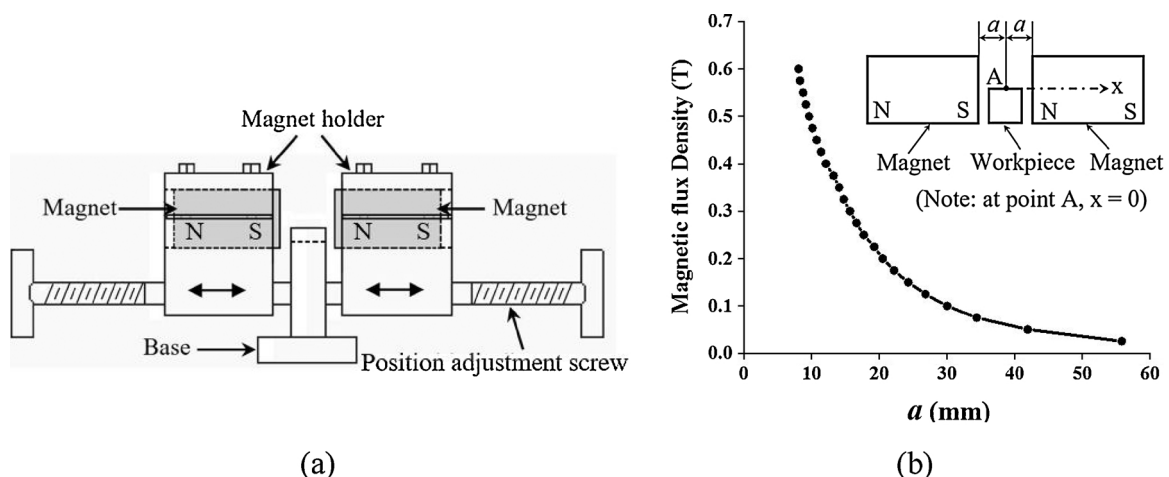 Magnet holder
Magnet
Magnet
N S
N S
Base
Position adjustment screw
(a)
Magnetic flux Density (T)
0.7
0.6
0.5
0.4
0.3
0.2
0.1
0.0
0 10 20 30 40 50 60
a (mm)
a a
A
x
N S
N S
Magnet Workpiece Magnet
(Note: at point A, x = 0)
(b)